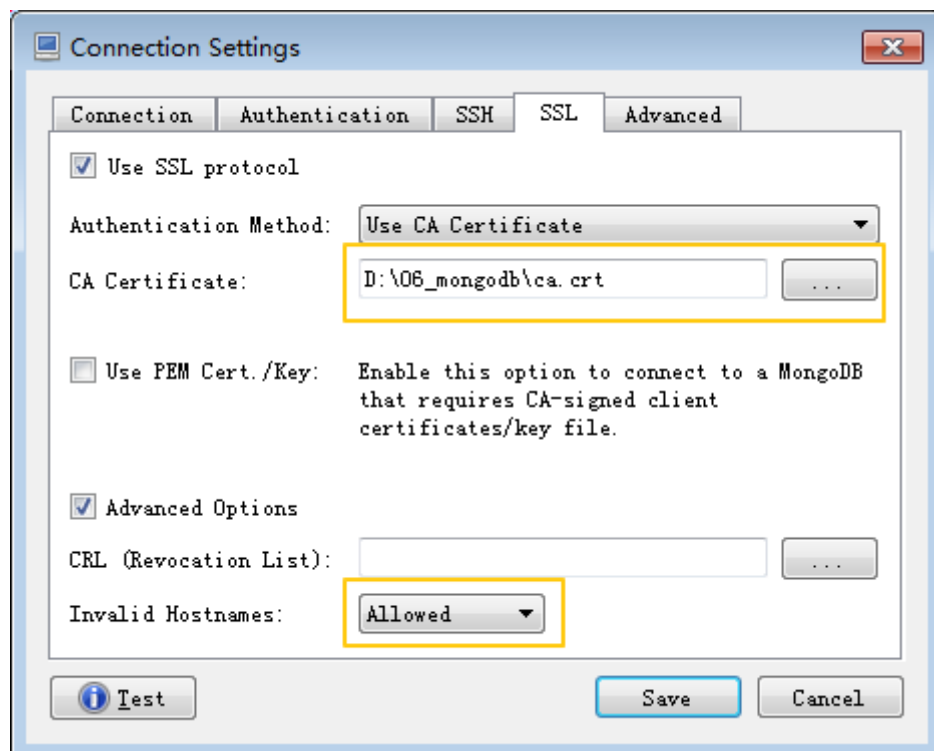 Connection Settings
Connection Authentication SSH SSL Advanced
Use SSL protocol
Authentication Method: Use CA Certificate
CA Certificate: D:\06_mongodb\ca.crt ...
Use PEM Cert./Key: Enable this option to connect to a MongoDB
that requires CA-signed client
certificates/key file.
Advanced Options
CRL (Revocation List): ...
Invalid Hostnames: Allowed
Test Save Cancel